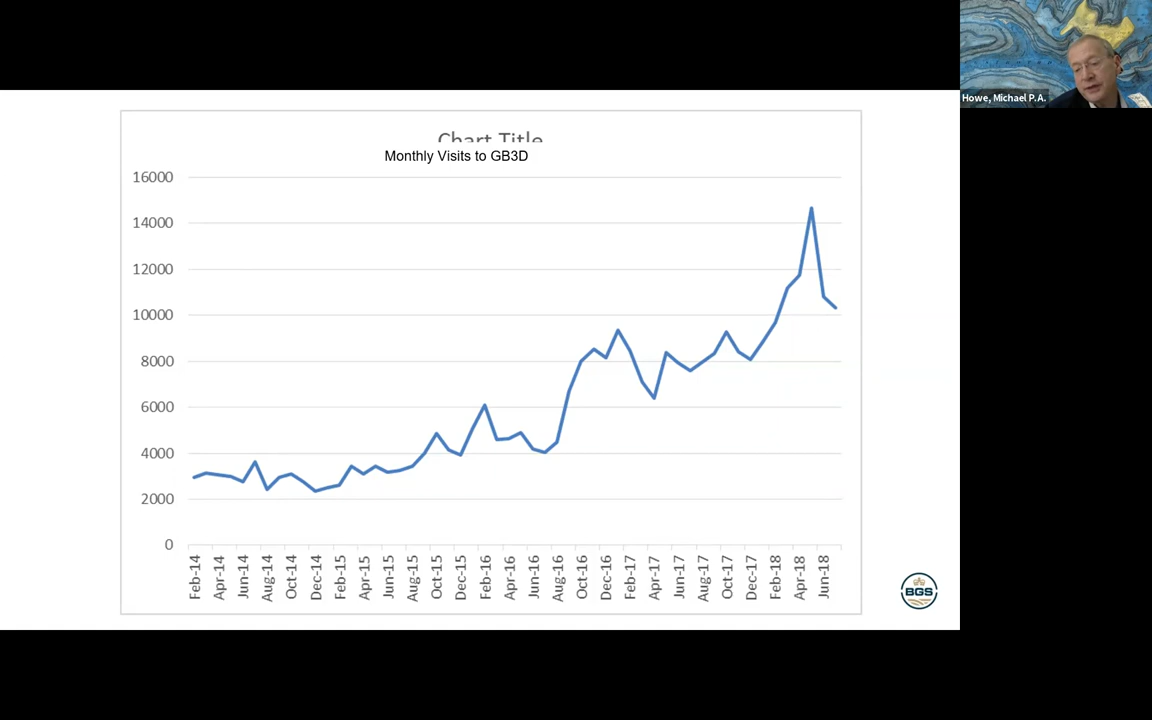 Howe, Michael P.A.
Chart Title
Monthly Visits to GB3D
16000
14000
12000
10000
8000
6000
4000
2000
0
Feb-14 Apr-14 Jun-14 Aug-14 Oct-14 Dec-14 Feb-15 Apr-15 Jun-15 Aug-15 Oct-15 Dec-15 Feb-16 Apr-16 Jun-16 Aug-16 Oct-16 Dec-16 Feb-17 Apr-17 Jun-17 Aug-17 Oct-17 Dec-17 Feb-18 Apr-18 Jun-18
BGS